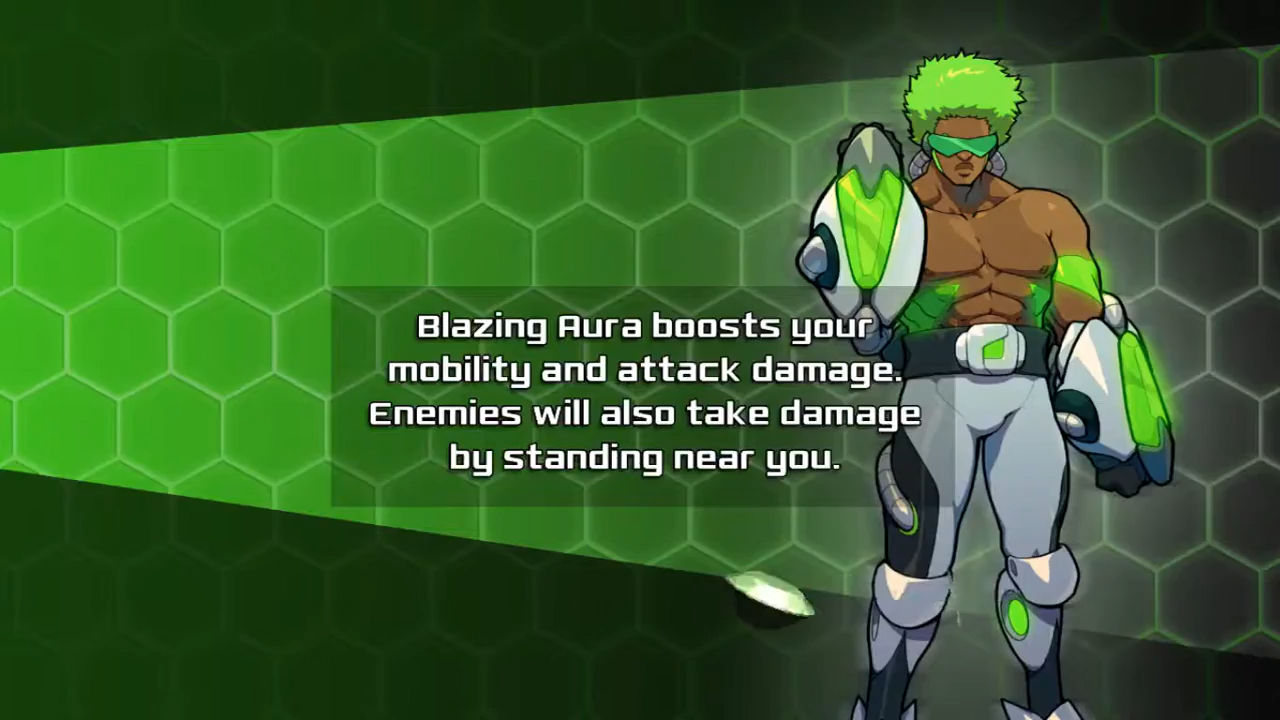 Blazing Aura boosts your
mobility and attack damage.
Enemies will also take damage
by standing near you.